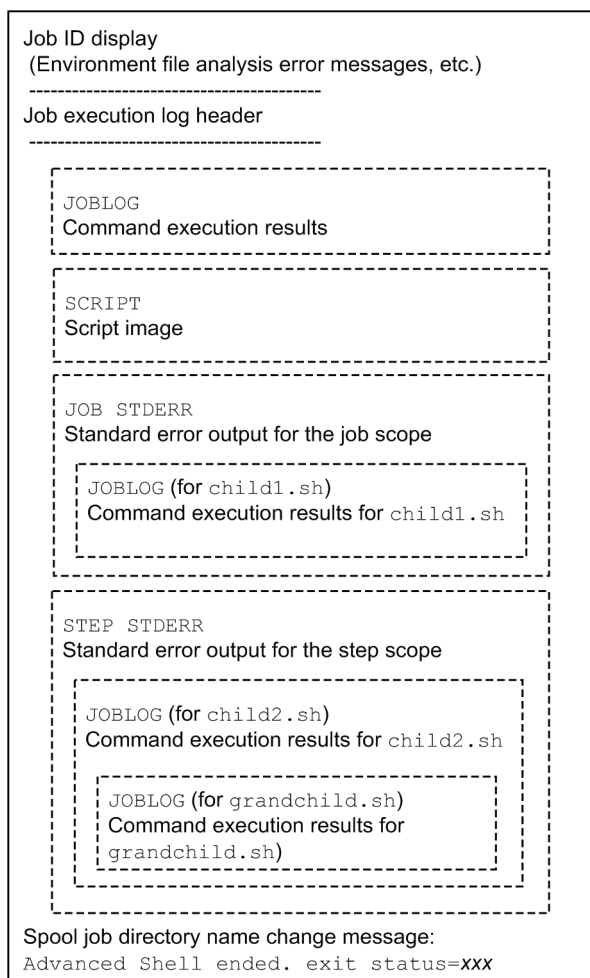 Job ID display
(Environment file analysis error messages, etc.)
-----------------------------------------
Job execution log header
-----------------------------------------
JOBLOG
Command execution results
SCRIPT
Script image
JOB STDERR
Standard error output for the job scope
JOBLOG (for child1.sh)
Command execution results for child1.sh
STEP STDERR
Standard error output for the step scope
JOBLOG (for child2.sh)
Command execution results for child2.sh
JOBLOG (for grandchild.sh)
Command execution results for
grandchild.sh)
Spool job directory name change message:
Advanced Shell ended. exit status=xxx